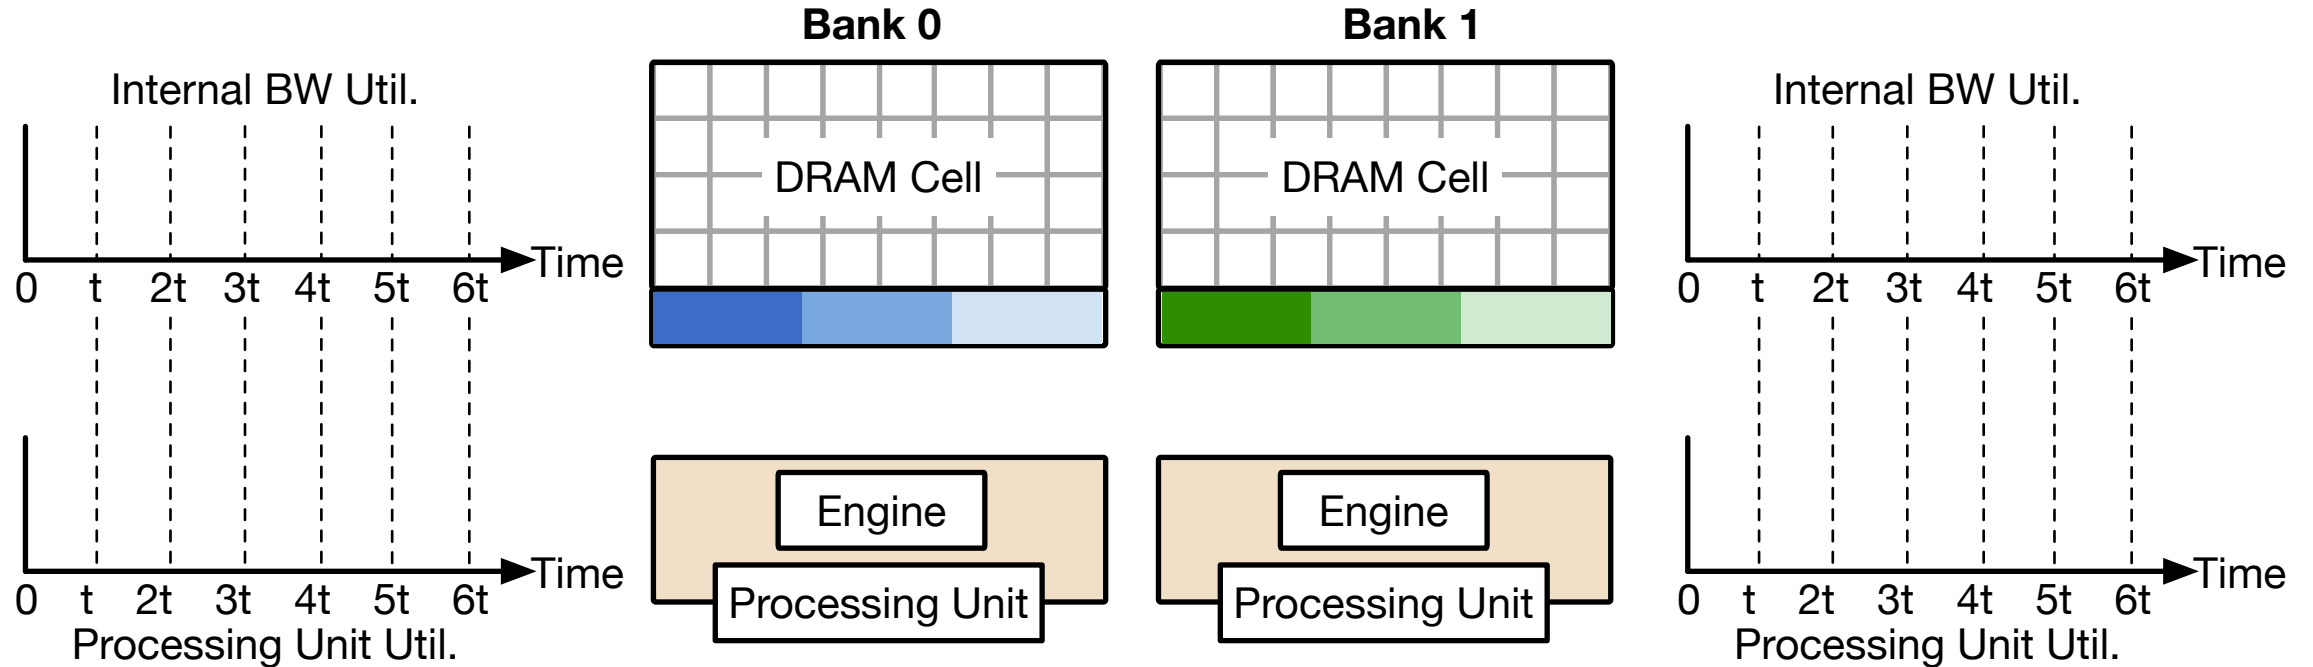 Bank 0
Bank 1
Internal BW Util.
Internal BW Util.
DRAM Cell
DRAM Cell
Time
Time
0 t 2t 3t 4t 5t 6t
0 t 2t 3t 4t 5t 6t
Engine
Engine
Time
Time
0 t 2t 3t 4t 5t 6t
Processing Unit
Processing Unit
0 t 2t 3t 4t 5t 6t
Processing Unit Util.
Processing Unit Util.